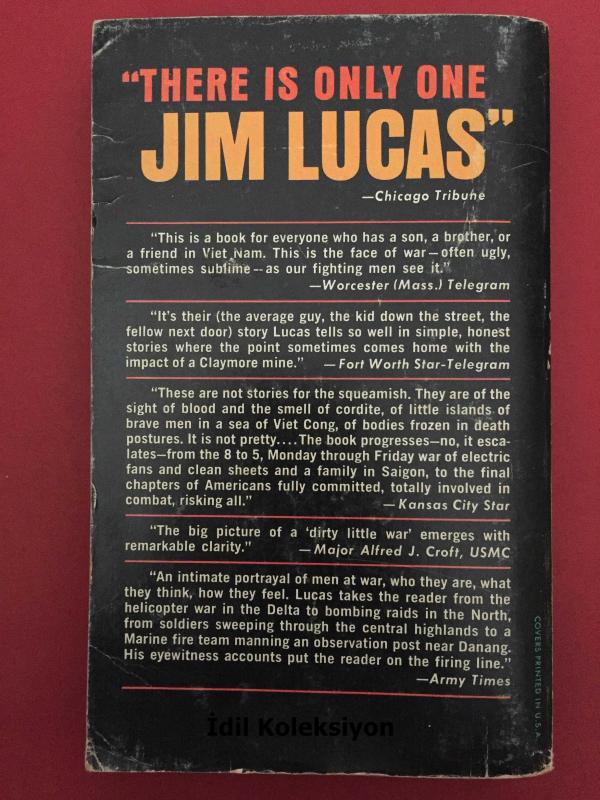 “THERE IS ONLY ONE
JIM LUCAS”
—Chicago Tribune
“This is a book for everyone who has a son, a brother, or
a friend in Viet Nam. This is the face of war—often ugly,
sometimes sublime--as our fighting men see it.”
—Worcester (Mass.) Telegram
“It’s their (the average guy, the kid down the street, the
fellow next door) story Lucas tells so well in simple, honest
stories where the point sometimes comes home with the
impact of a Claymore mine.” —Fort Worth Star-Telegram
“These are not stories for the squeamish. They are of the
sight of blood and the smell of cordite, of little islands of
brave men in a sea of Viet Cong, of bodies frozen in death
postures. It is not pretty....The book progresses—no, it esca-
lates—from the 8 to 5, Monday through Friday war of electric
fans and clean sheets and a family in Saigon, to the final
chapters of Americans fully committed, totally involved in
combat, risking all.” —Kansas City Star
“The big picture of a ‘dirty little war’ emerges with
remarkable clarity.” —Major Alfred J. Croft, USMC
“An intimate portrayal of men at war, who they are, what
they think, how they feel. Lucas takes the reader from the
helicopter war in the Delta to bombing raids in the North,
from soldiers sweeping through the central highlands to a
Marine fire team manning an observation post near Danang.
His eyewitness accounts put the reader on the firing line.”
—Army Times
COVERS PRINTED IN U.S.A.
İdil Koleksiyon